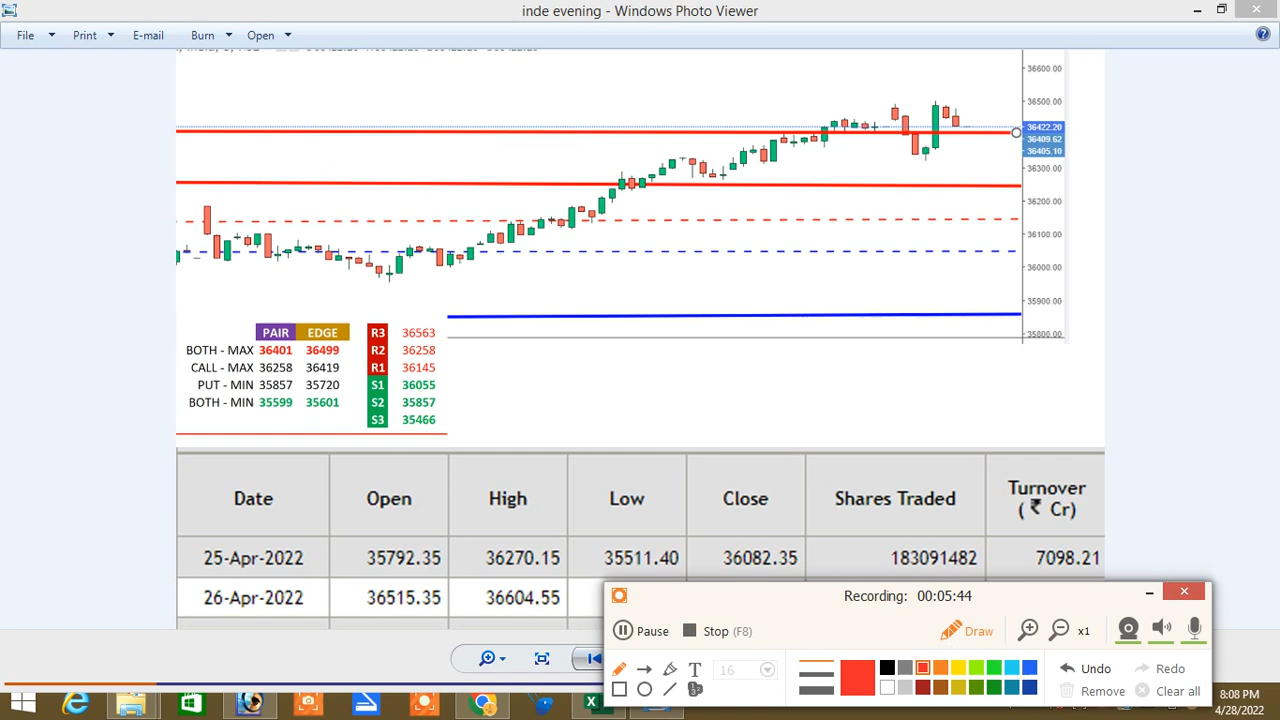 inde evening - Windows Photo Viewer
File Print E-mail Burn Open
36600.00
36500.00
36422.20
36409.62
36405.10
36300.00
36200.00
36100.00
36000.00
35900.00
35800.00
PAIR EDGE R3 36563
BOTH - MAX 36401 36499 R2 36258
CALL - MAX 36258 36419 R1 36145
PUT - MIN 35857 35720 S1 36055
BOTH - MIN 35599 35601 S2 35857
S3 35466
Date Open High Low Close Shares Traded Turnover (₹ Cr)
25-Apr-2022 35792.35 36270.15 35511.40 36082.35 183091482 7098.21
26-Apr-2022 36515.35 36604.55
Recording: 00:05:44
Pause Stop (F8) Draw x1
T 16 Undo Redo
Remove Clear all
8:08 PM
4/28/2022